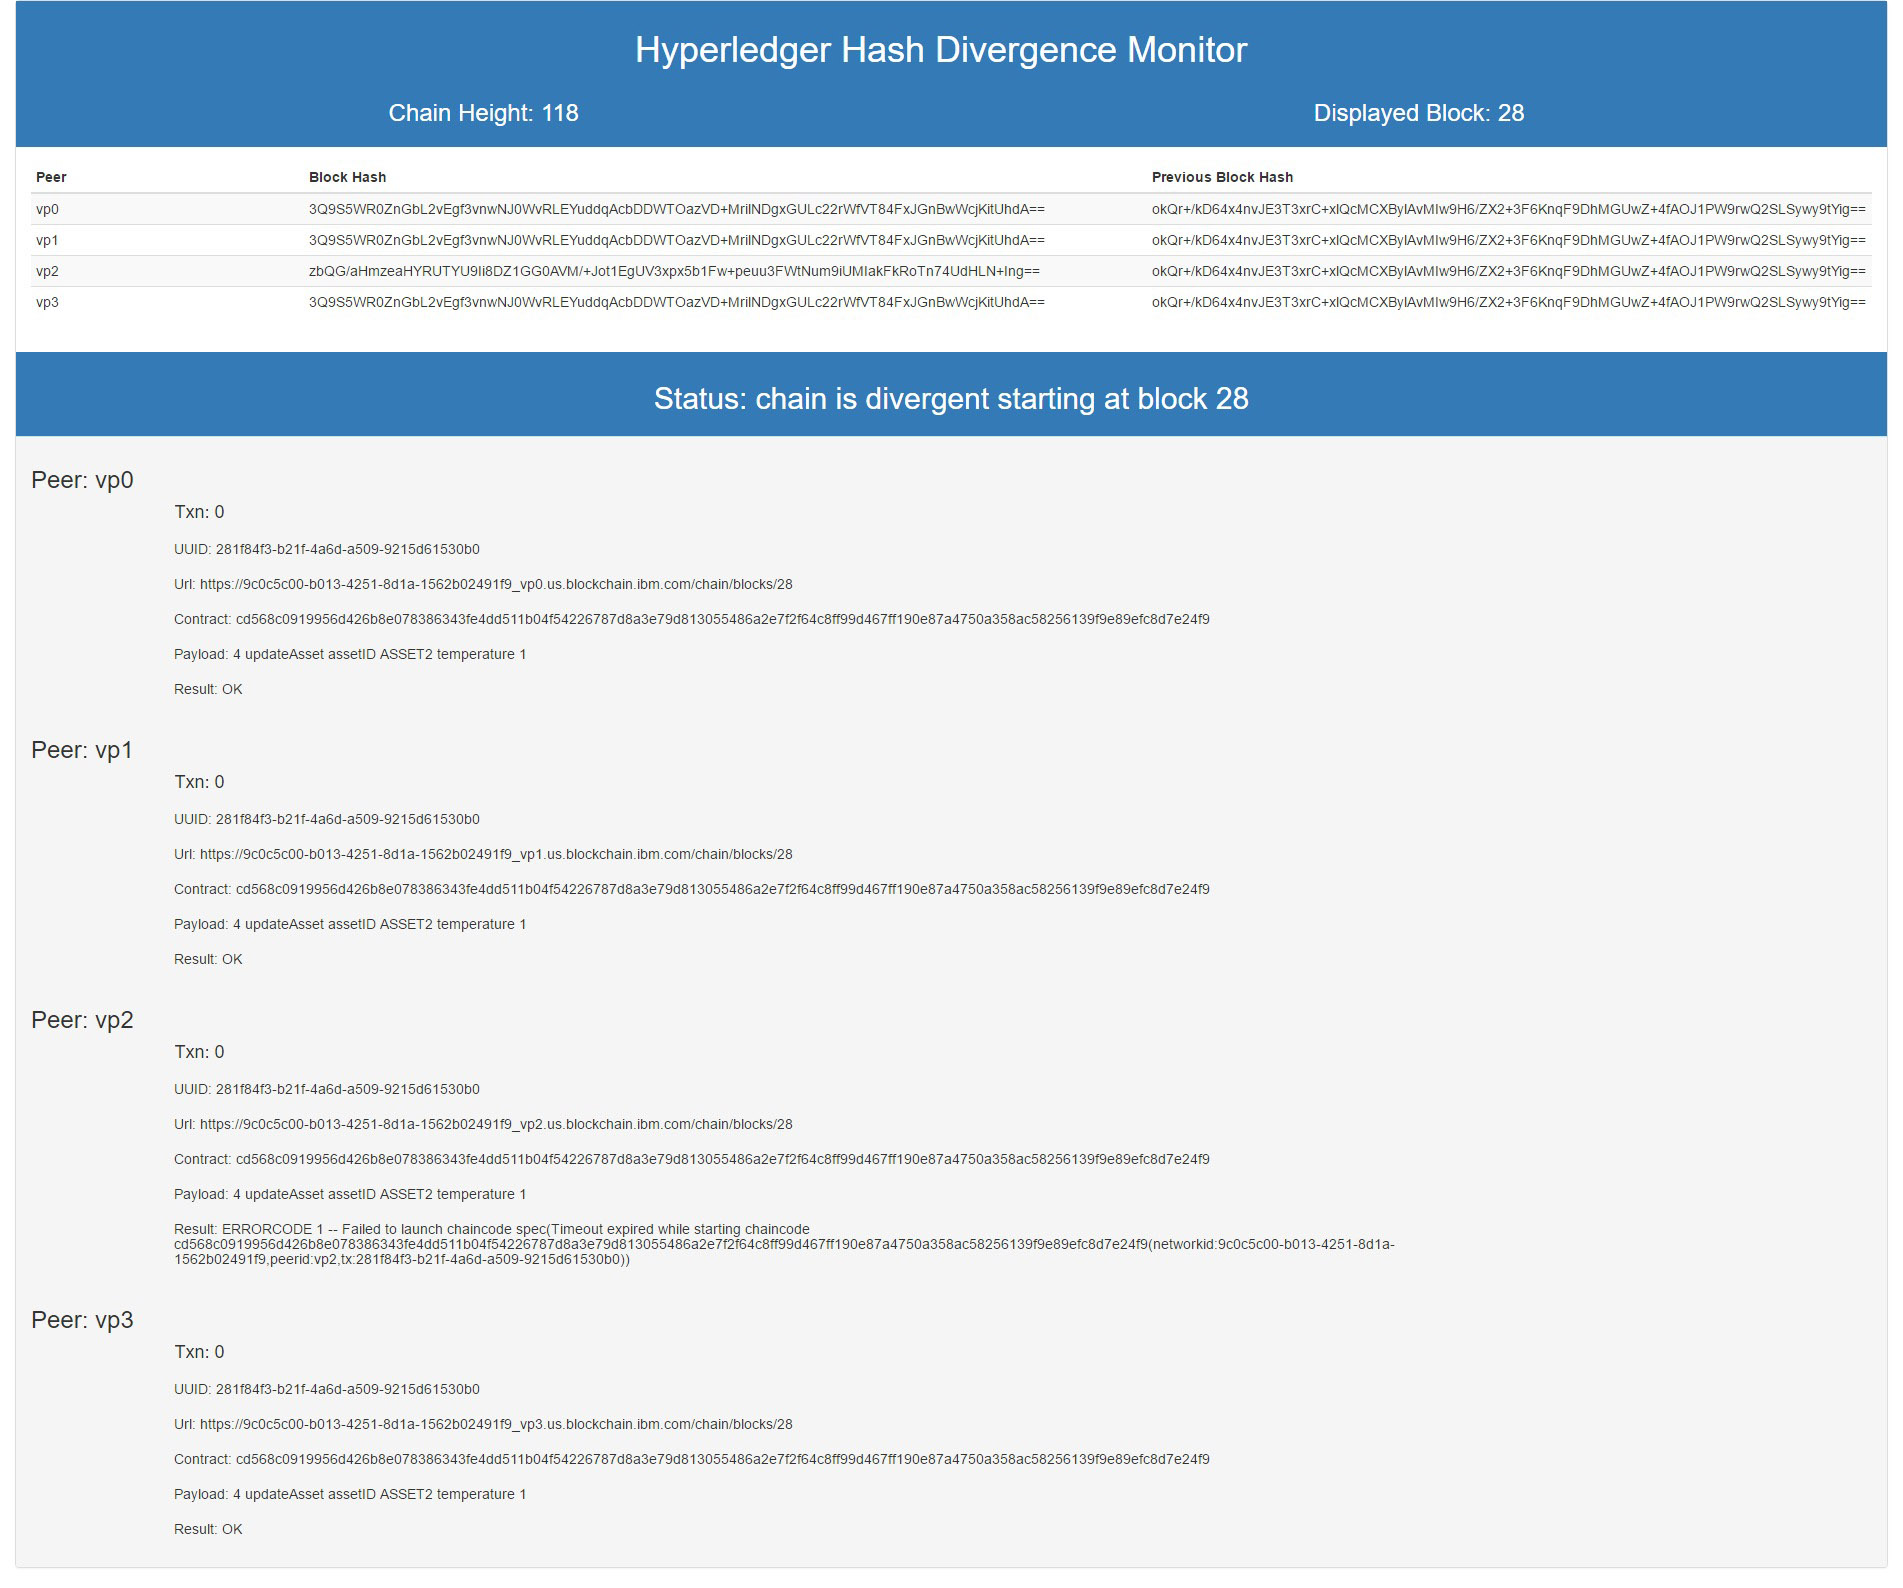 Hyperledger Hash Divergence Monitor
Chain Height: 118 Displayed Block: 28
Peer Block Hash Previous Block Hash
vp0 3Q9S5WR0ZnGbL2vEgf3vnwNJ0WvRLEYuddqAcbDDWTOazVD+MrilNDgxGULc22rWfVT84FxJGnBwWcjKitUhdA== okQr+/kD64x4nvJE3T3xrC+xIQcMCXByIAvMIw9H6/ZX2+3F6KnqF9DhMGUwZ+4fAOJ1PW9rwQ2SLSywy9tYig==
vp1 3Q9S5WR0ZnGbL2vEgf3vnwNJ0WvRLEYuddqAcbDDWTOazVD+MrilNDgxGULc22rWfVT84FxJGnBwWcjKitUhdA== okQr+/kD64x4nvJE3T3xrC+xIQcMCXByIAvMIw9H6/ZX2+3F6KnqF9DhMGUwZ+4fAOJ1PW9rwQ2SLSywy9tYig==
vp2 zbQG/aHmzeaHYRUTYU9Ii8DZ1GG0AVM/+Jot1EgUV3xpx5b1Fw+peuu3FWtNum9iUMIakFkRoTn74UdHLN+Ing== okQr+/kD64x4nvJE3T3xrC+xIQcMCXByIAvMIw9H6/ZX2+3F6KnqF9DhMGUwZ+4fAOJ1PW9rwQ2SLSywy9tYig==
vp3 3Q9S5WR0ZnGbL2vEgf3vnwNJ0WvRLEYuddqAcbDDWTOazVD+MrilNDgxGULc22rWfVT84FxJGnBwWcjKitUhdA== okQr+/kD64x4nvJE3T3xrC+xIQcMCXByIAvMIw9H6/ZX2+3F6KnqF9DhMGUwZ+4fAOJ1PW9rwQ2SLSywy9tYig==
Status: chain is divergent starting at block 28
Peer: vp0
Txn: 0
UUID: 281f84f3-b21f-4a6d-a509-9215d61530b0
Url: https://9c0c5c00-b013-4251-8d1a-1562b02491f9_vp0.us.blockchain.ibm.com/chain/blocks/28
Contract: cd568c0919956d426b8e078386343fe4dd511b04f54226787d8a3e79d813055486a2e7f2f64c8ff99d467ff190e87a4750a358ac58256139f9e89efc8d7e24f9
Payload: 4 updateAsset assetID ASSET2 temperature 1
Result: OK
Peer: vp1
Txn: 0
UUID: 281f84f3-b21f-4a6d-a509-9215d61530b0
Url: https://9c0c5c00-b013-4251-8d1a-1562b02491f9_vp1.us.blockchain.ibm.com/chain/blocks/28
Contract: cd568c0919956d426b8e078386343fe4dd511b04f54226787d8a3e79d813055486a2e7f2f64c8ff99d467ff190e87a4750a358ac58256139f9e89efc8d7e24f9
Payload: 4 updateAsset assetID ASSET2 temperature 1
Result: OK
Peer: vp2
Txn: 0
UUID: 281f84f3-b21f-4a6d-a509-9215d61530b0
Url: https://9c0c5c00-b013-4251-8d1a-1562b02491f9_vp2.us.blockchain.ibm.com/chain/blocks/28
Contract: cd568c0919956d426b8e078386343fe4dd511b04f54226787d8a3e79d813055486a2e7f2f64c8ff99d467ff190e87a4750a358ac58256139f9e89efc8d7e24f9
Payload: 4 updateAsset assetID ASSET2 temperature 1
Result: ERRORCODE 1 -- Failed to launch chaincode spec(Timeout expired while starting chaincode
cd568c0919956d426b8e078386343fe4dd511b04f54226787d8a3e79d813055486a2e7f2f64c8ff99d467ff190e87a4750a358ac58256139f9e89efc8d7e24f9(networkid:9c0c5c00-b013-4251-8d1a-
1562b02491f9,peerid:vp2,tx:281f84f3-b21f-4a6d-a509-9215d61530b0))
Peer: vp3
Txn: 0
UUID: 281f84f3-b21f-4a6d-a509-9215d61530b0
Url: https://9c0c5c00-b013-4251-8d1a-1562b02491f9_vp3.us.blockchain.ibm.com/chain/blocks/28
Contract: cd568c0919956d426b8e078386343fe4dd511b04f54226787d8a3e79d813055486a2e7f2f64c8ff99d467ff190e87a4750a358ac58256139f9e89efc8d7e24f9
Payload: 4 updateAsset assetID ASSET2 temperature 1
Result: OK